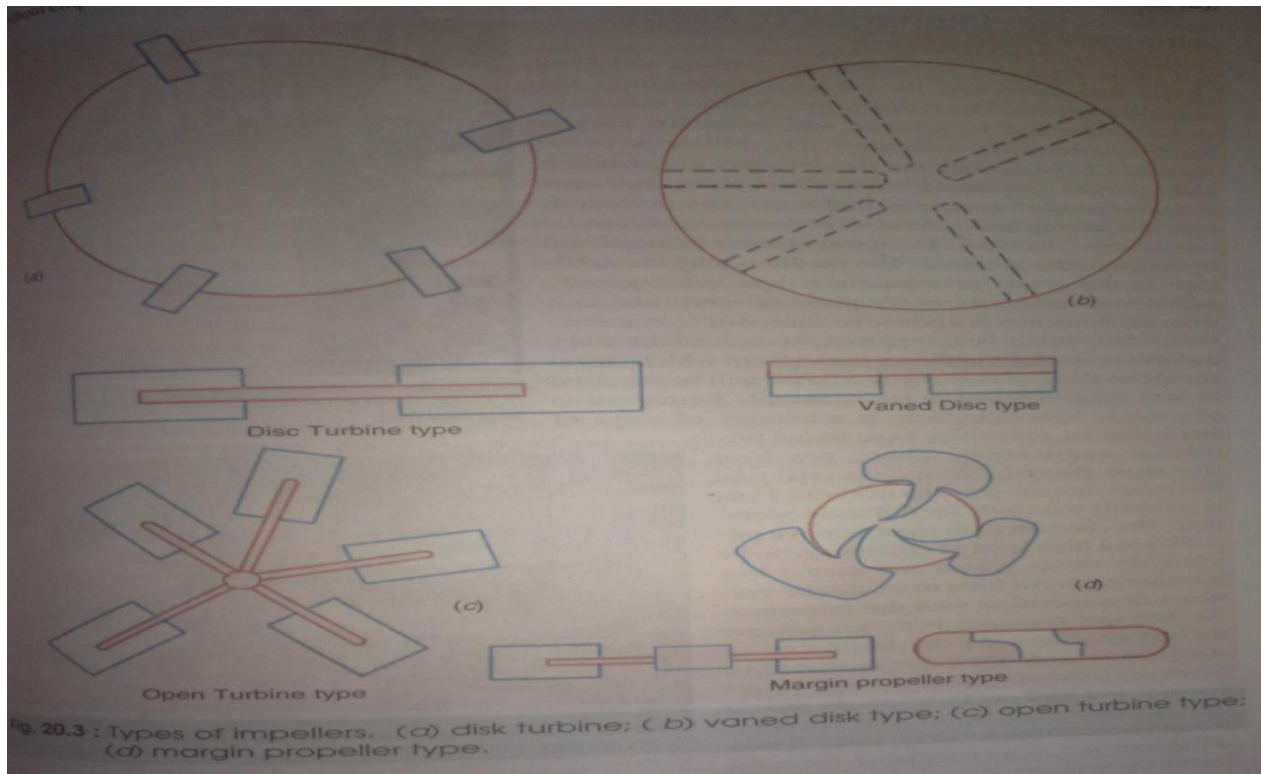 (a)
(b)
Disc Turbine type
Vaned Disc type
(c)
(d)
Open Turbine type
Margin propeller type
Fig. 20.3 : Types of impellers. (a) disk turbine; ( b) vaned disk type; (c) open turbine type;
(d) margin propeller type.